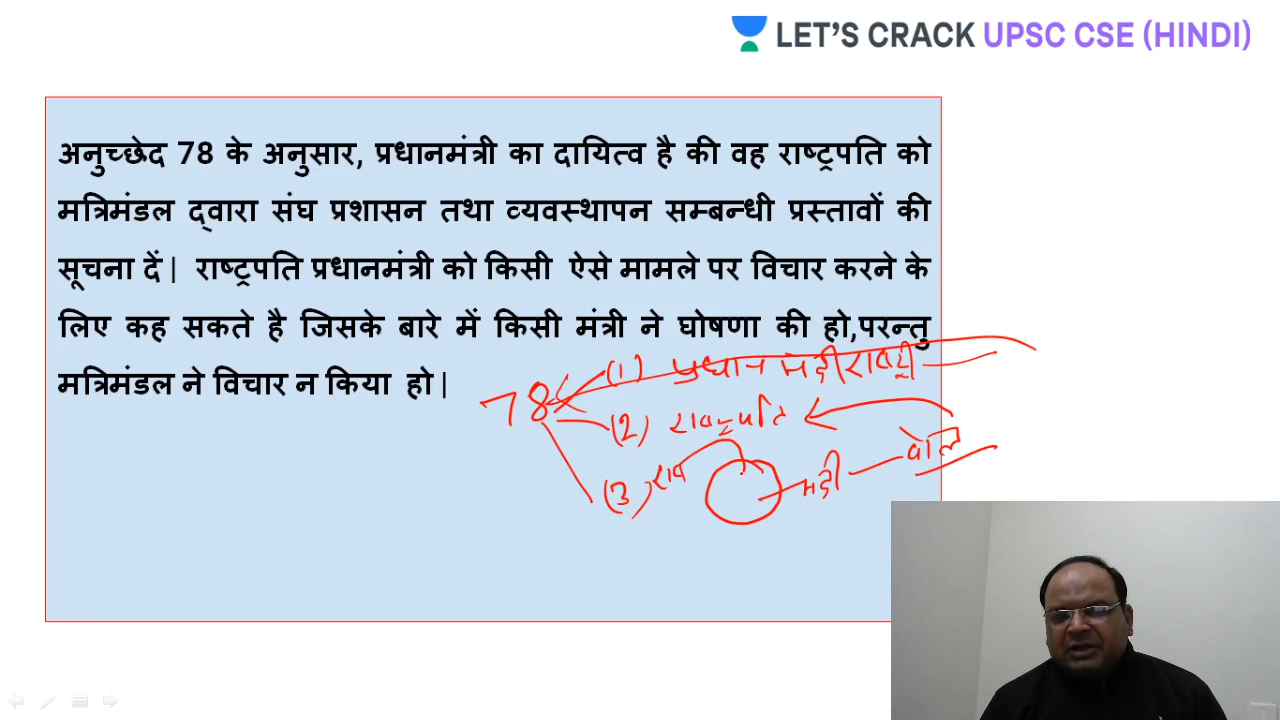 LET'S CRACK UPSC CSE (HINDI)
अनुच्छेद 78 के अनुसार, प्रधानमंत्री का दायित्व है की वह राष्ट्रपति को
मत्रिमंडल द्वारा संघ प्रशासन तथा व्यवस्थापन सम्बन्धी प्रस्तावों की
सूचना दें| राष्ट्रपति प्रधानमंत्री को किसी ऐसे मामले पर विचार करने के
लिए कह सकते है जिसके बारे में किसी मंत्री ने घोषणा की हो,परन्तु
मत्रिमंडल ने विचार न किया हो|
78 (1) प्रधान
(2)
(3)